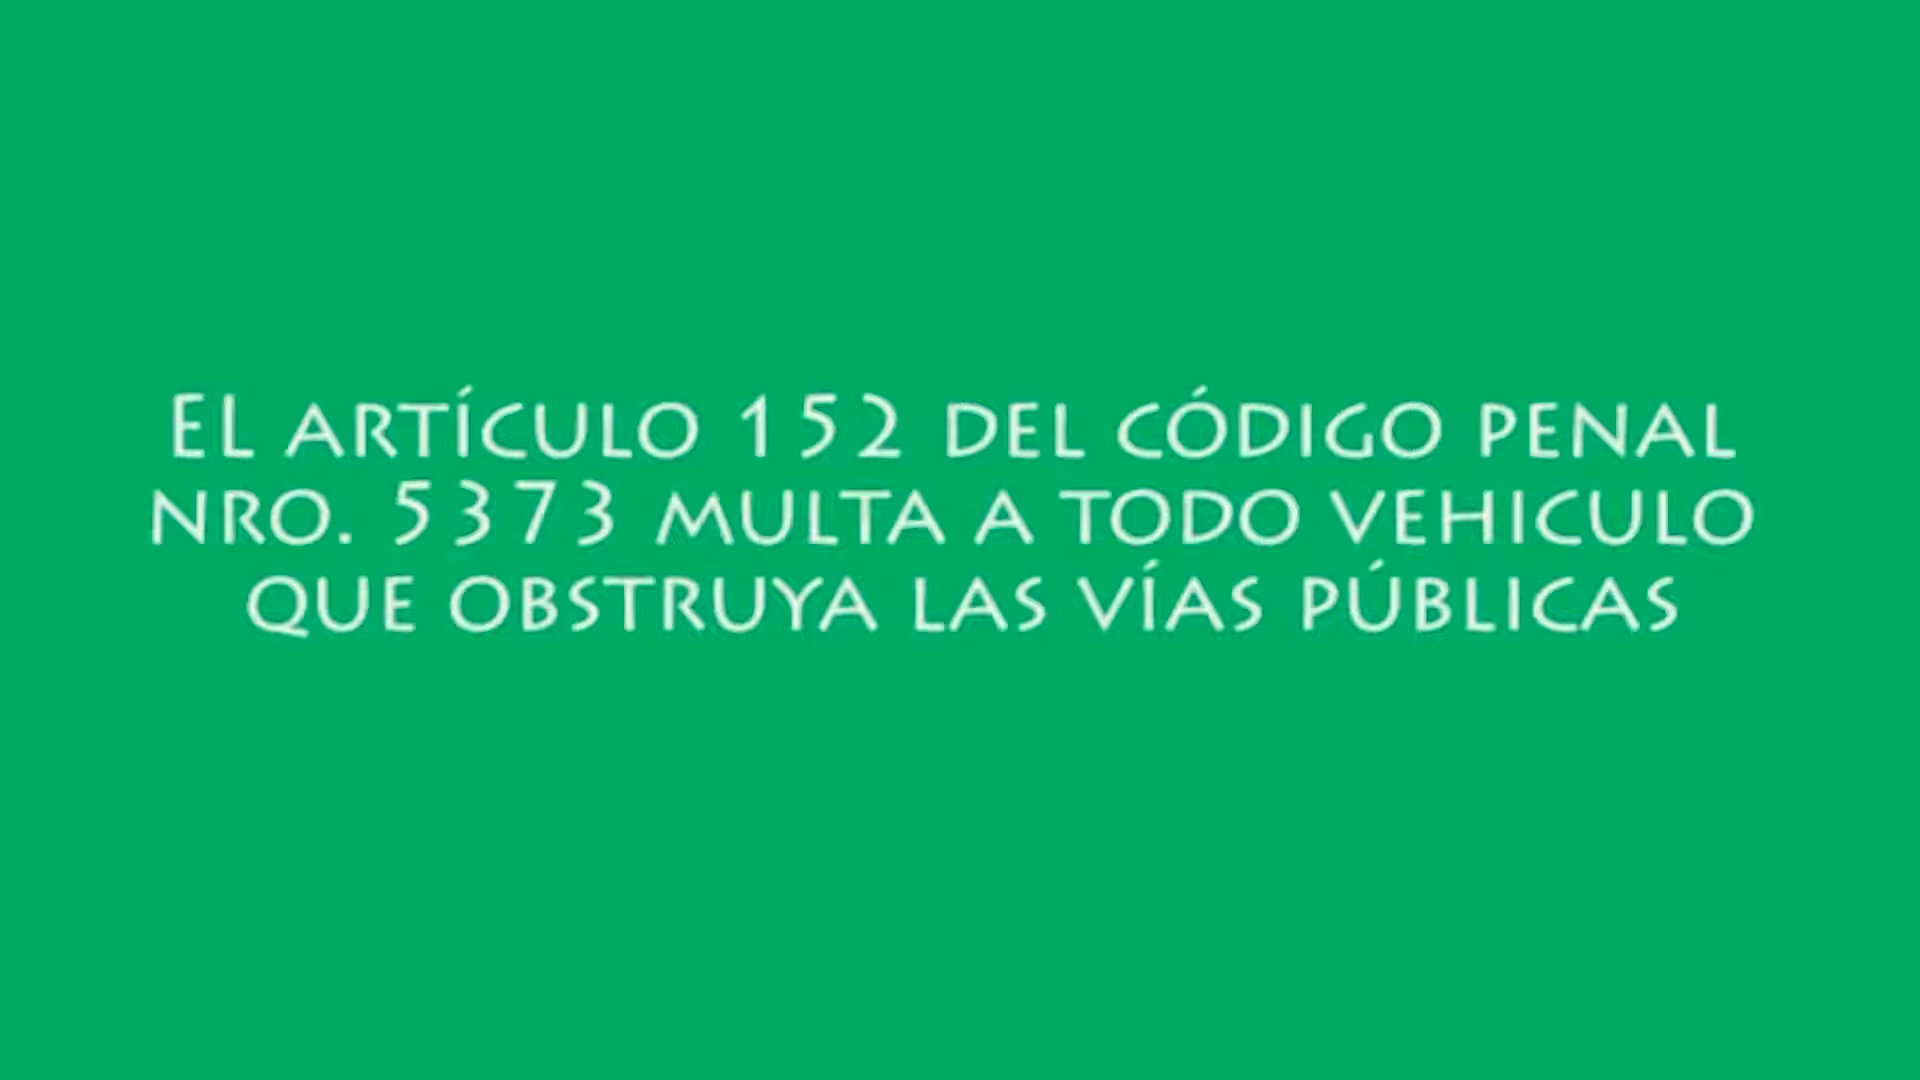 El artículo 152 del código penal
nro. 5373 multa a todo vehiculo
que obstruya las vías públicas